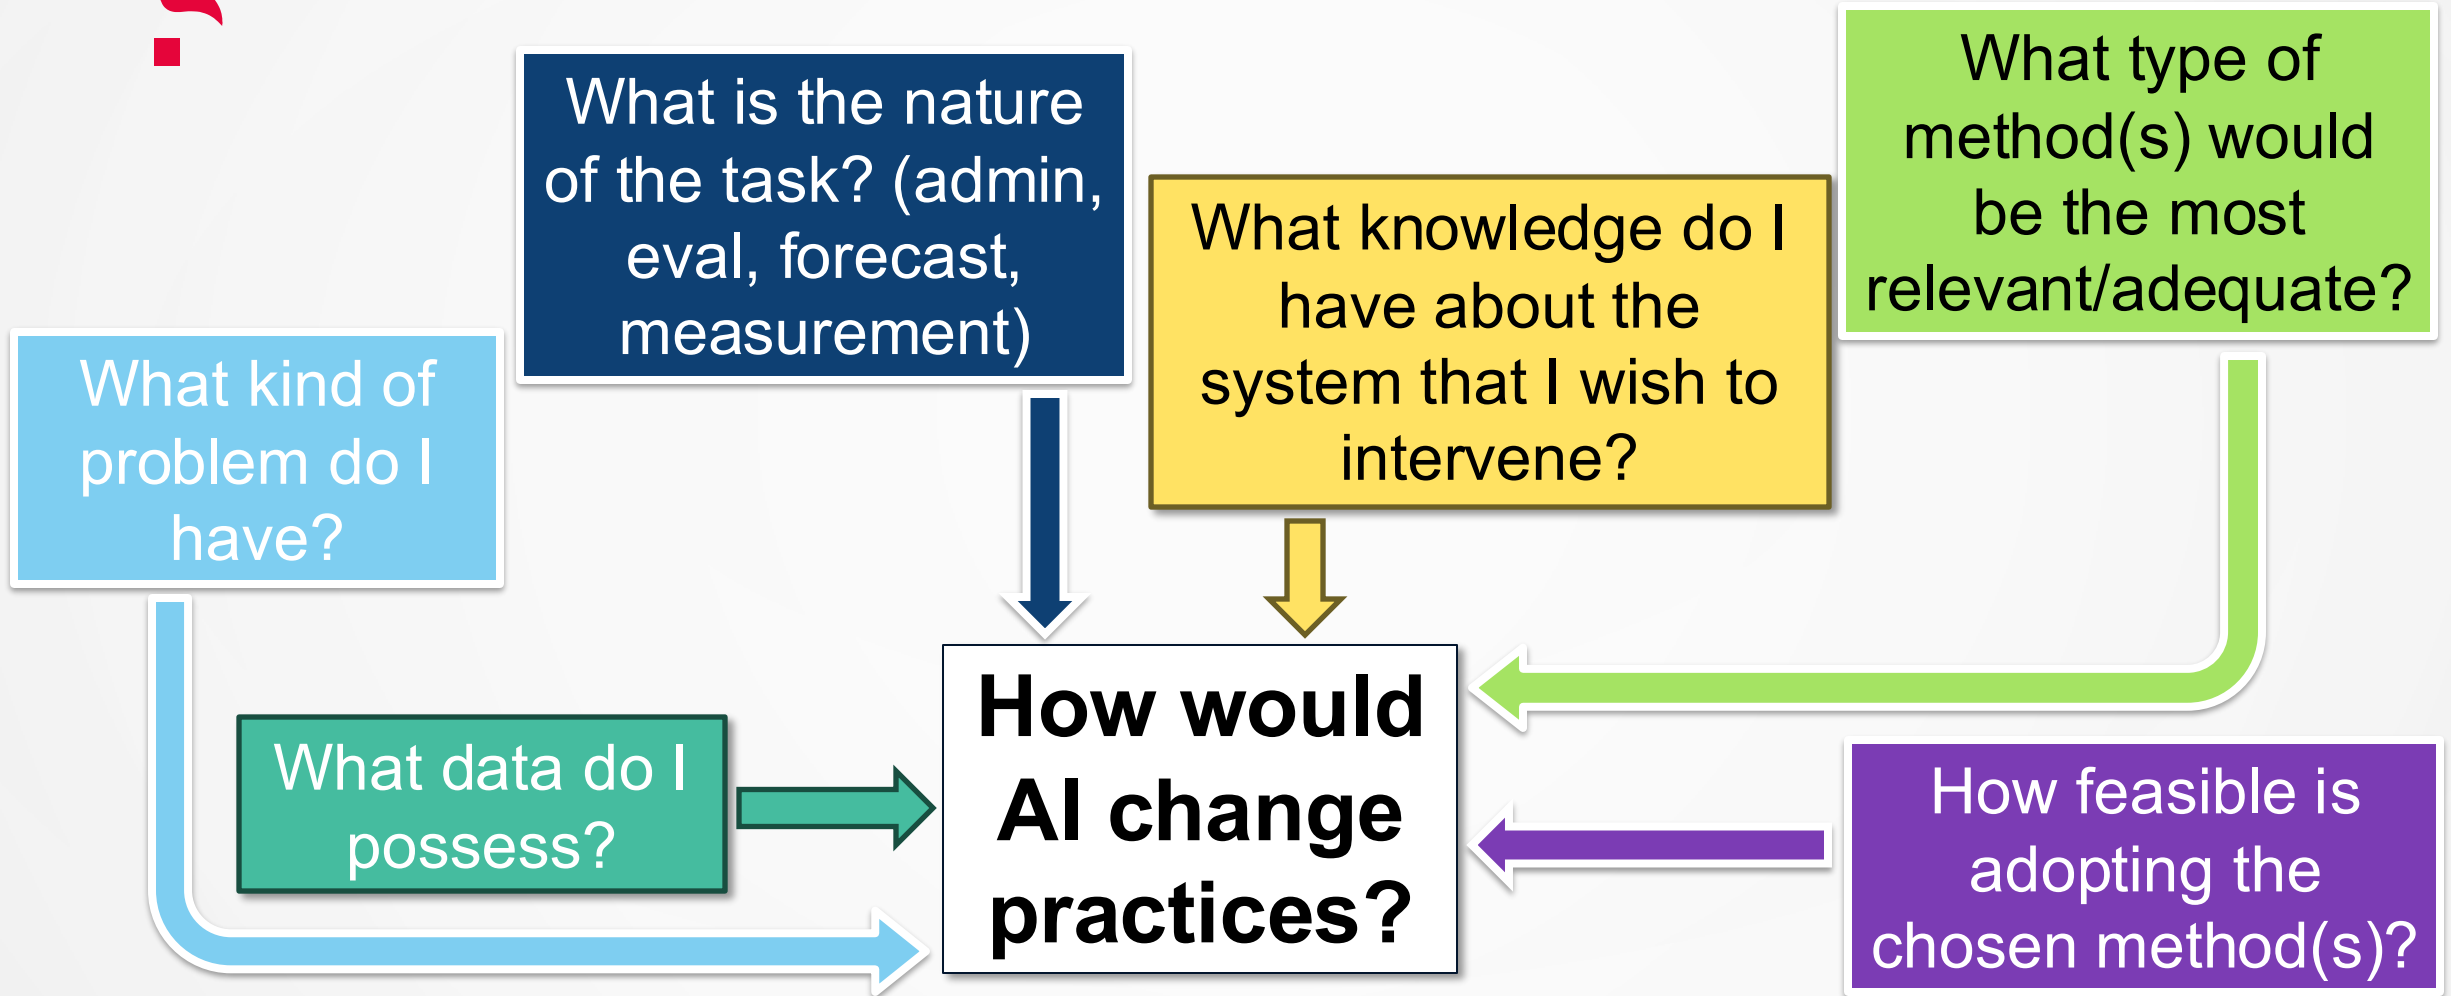 What is the nature
of the task? (admin,
eval, forecast,
measurement)
What type of
method(s) would
be the most
relevant/adequate?
What knowledge do I
have about the
system that I wish to
intervene?
What kind of
problem do I
have?
What data do I
possess?
How would
AI change
practices?
How feasible is
adopting the
chosen method(s)?